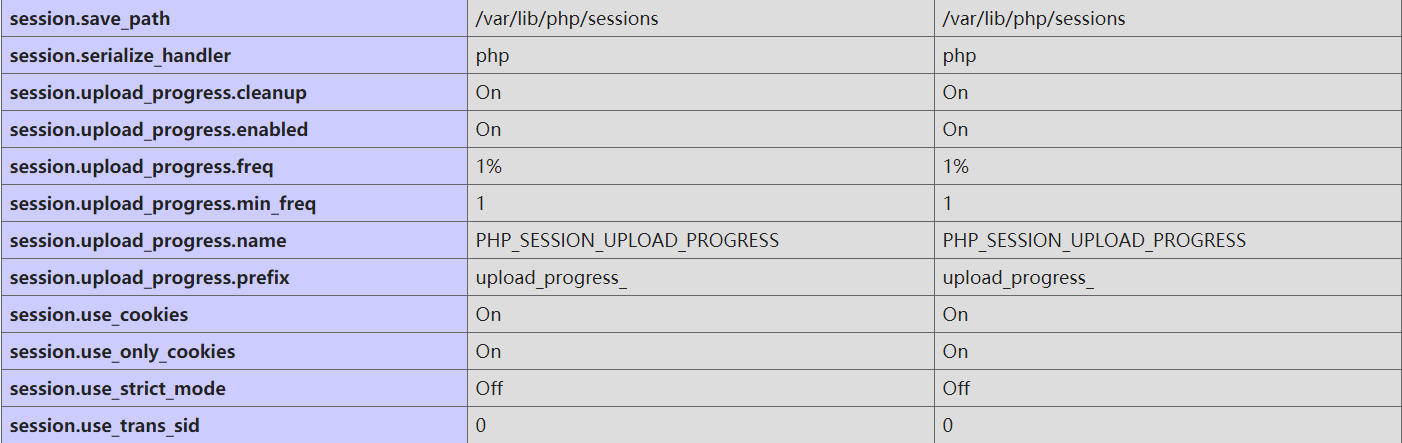 session.save_path /var/lib/php/sessions /var/lib/php/sessions
session.serialize_handler php php
session.upload_progress.cleanup On On
session.upload_progress.enabled On On
session.upload_progress.freq 1% 1%
session.upload_progress.min_freq 1 1
session.upload_progress.name PHP_SESSION_UPLOAD_PROGRESS PHP_SESSION_UPLOAD_PROGRESS
session.upload_progress.prefix upload_progress_ upload_progress_
session.use_cookies On On
session.use_only_cookies On On
session.use_strict_mode Off Off
session.use_trans_sid 0 0